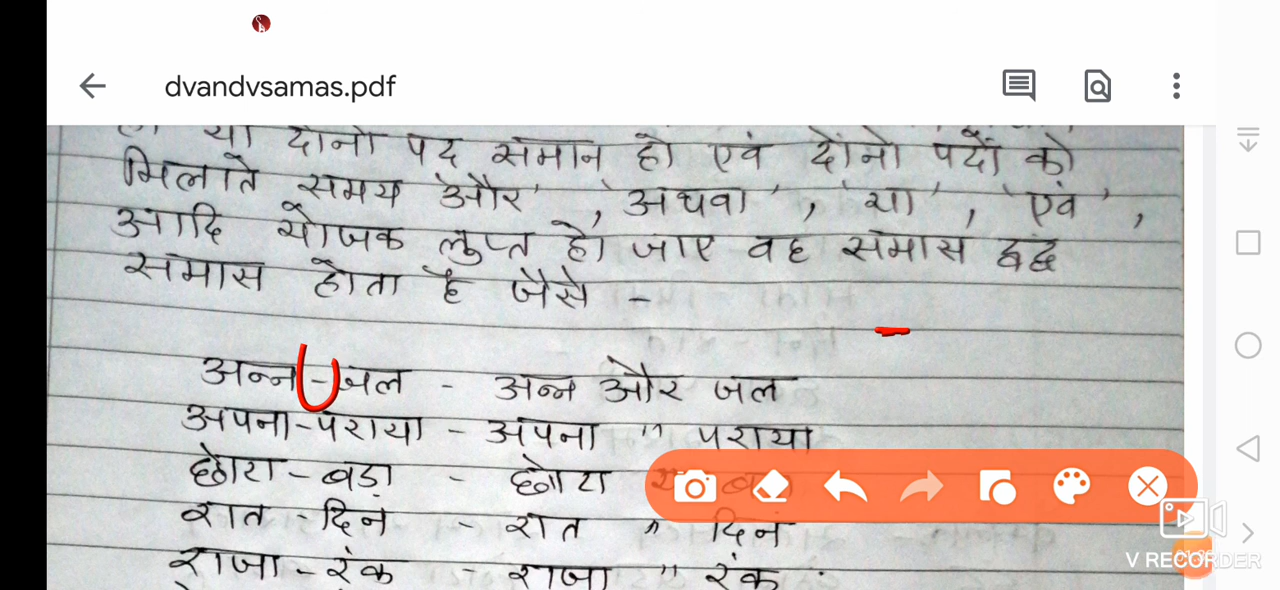 dvandvsamas.pdf
या दोनो पद समान हो एवं दोनो पदों को
मिलाते समय 'और', 'अथवा', 'या', 'एवं',
आदि योजक लुप्त हो जाए वह समास द्वंद्व
समास होता है जैसे -
अन्न-जल - अन्न और जल
अपना-पराया - अपना " पराया
छोटा-बड़ा - छोटा
रात-दिन - रात " दिन
राजा-रंक - राजा " रंक
V RECORDER